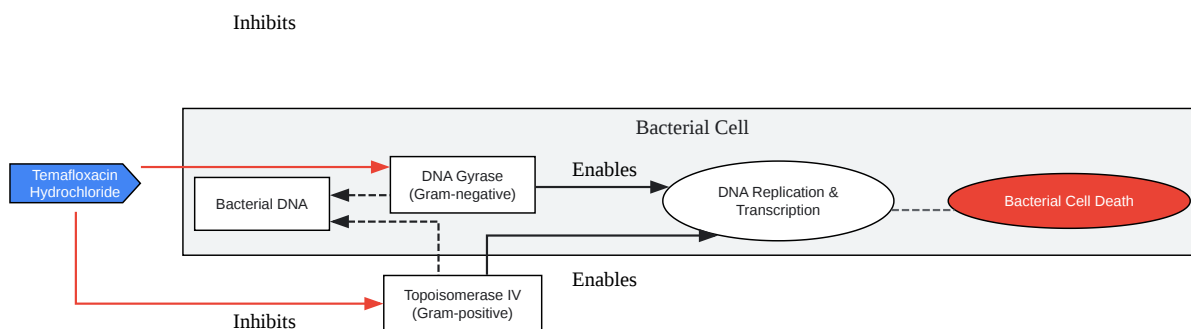 Inhibits
Bacterial Cell
Temafloxacin
Hydrochloride
DNA Gyrase
(Gram-negative)
Enables
Bacterial DNA
DNA Replication &
Transcription
Bacterial Cell Death
Topoisomerase IV
(Gram-positive)
Enables
Inhibits